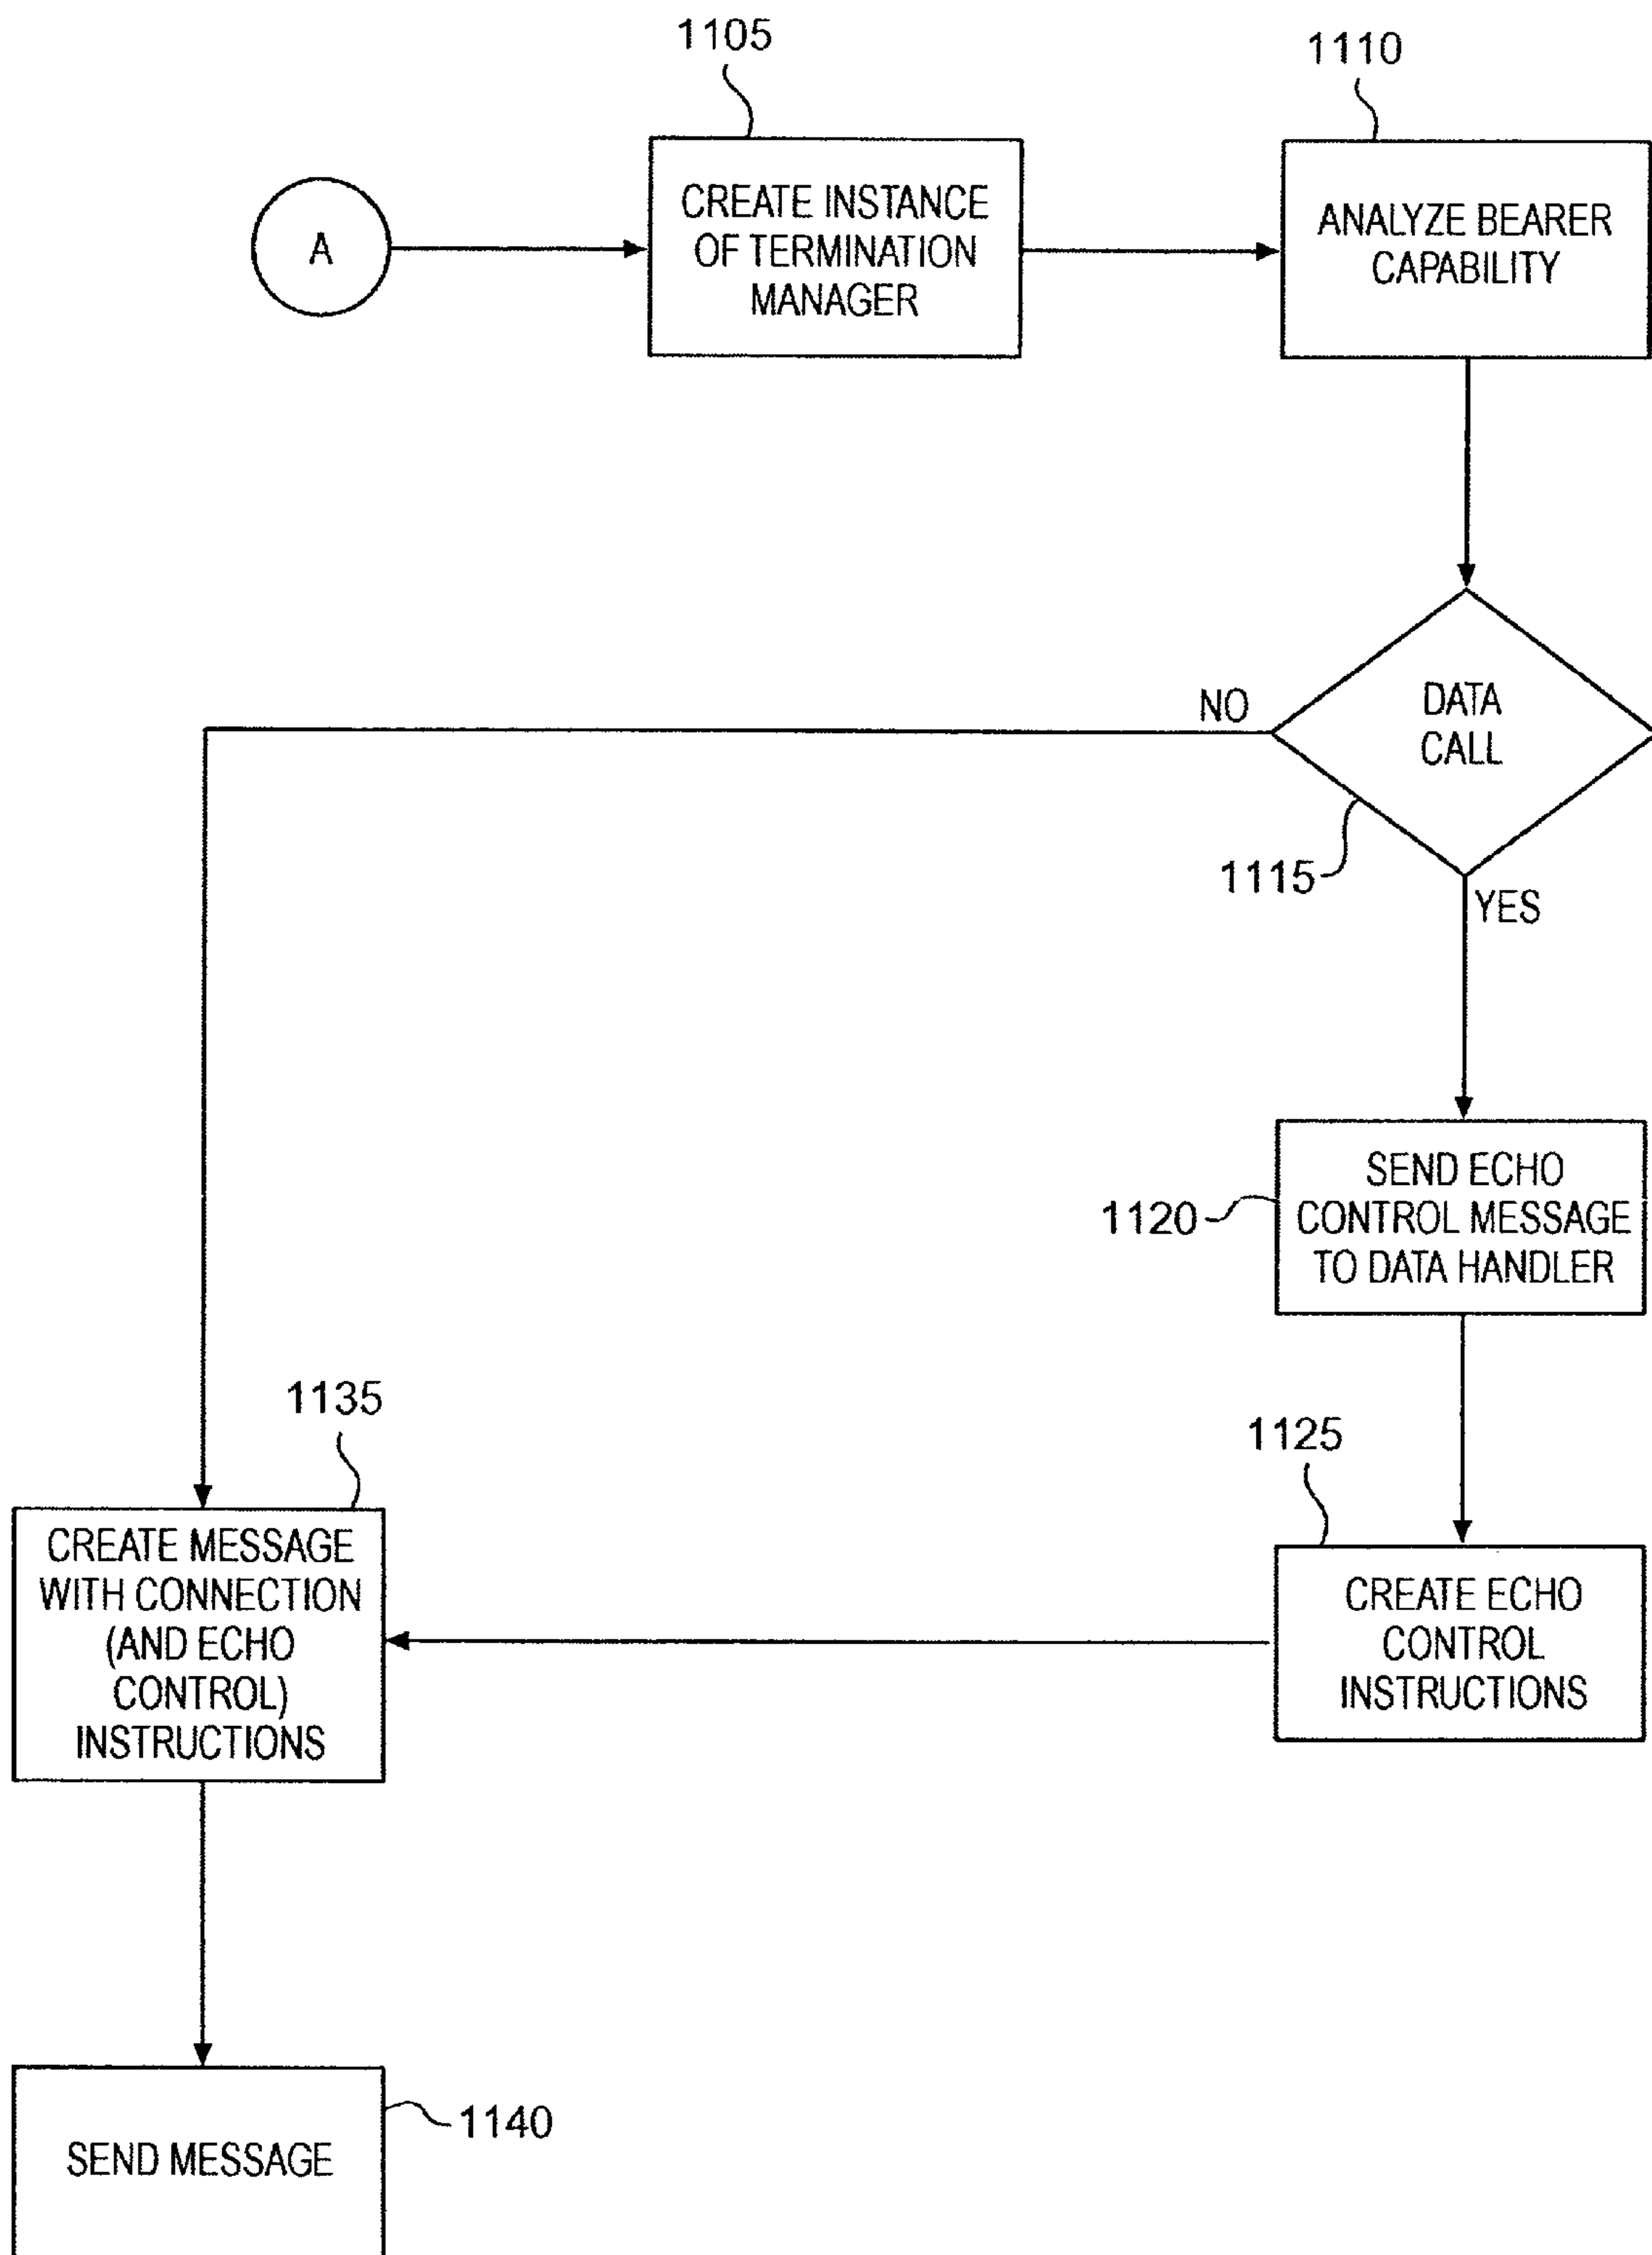 1105
1110
A
CREATE INSTANCE
OF TERMINATION
MANAGER
ANALYZE BEARER
CAPABILITY
NO
DATA
CALL
1115
YES
1120
SEND ECHO
CONTROL MESSAGE
TO DATA HANDLER
1135
1125
CREATE MESSAGE
WITH CONNECTION
(AND ECHO
CONTROL)
INSTRUCTIONS
CREATE ECHO
CONTROL
INSTRUCTIONS
1140
SEND MESSAGE